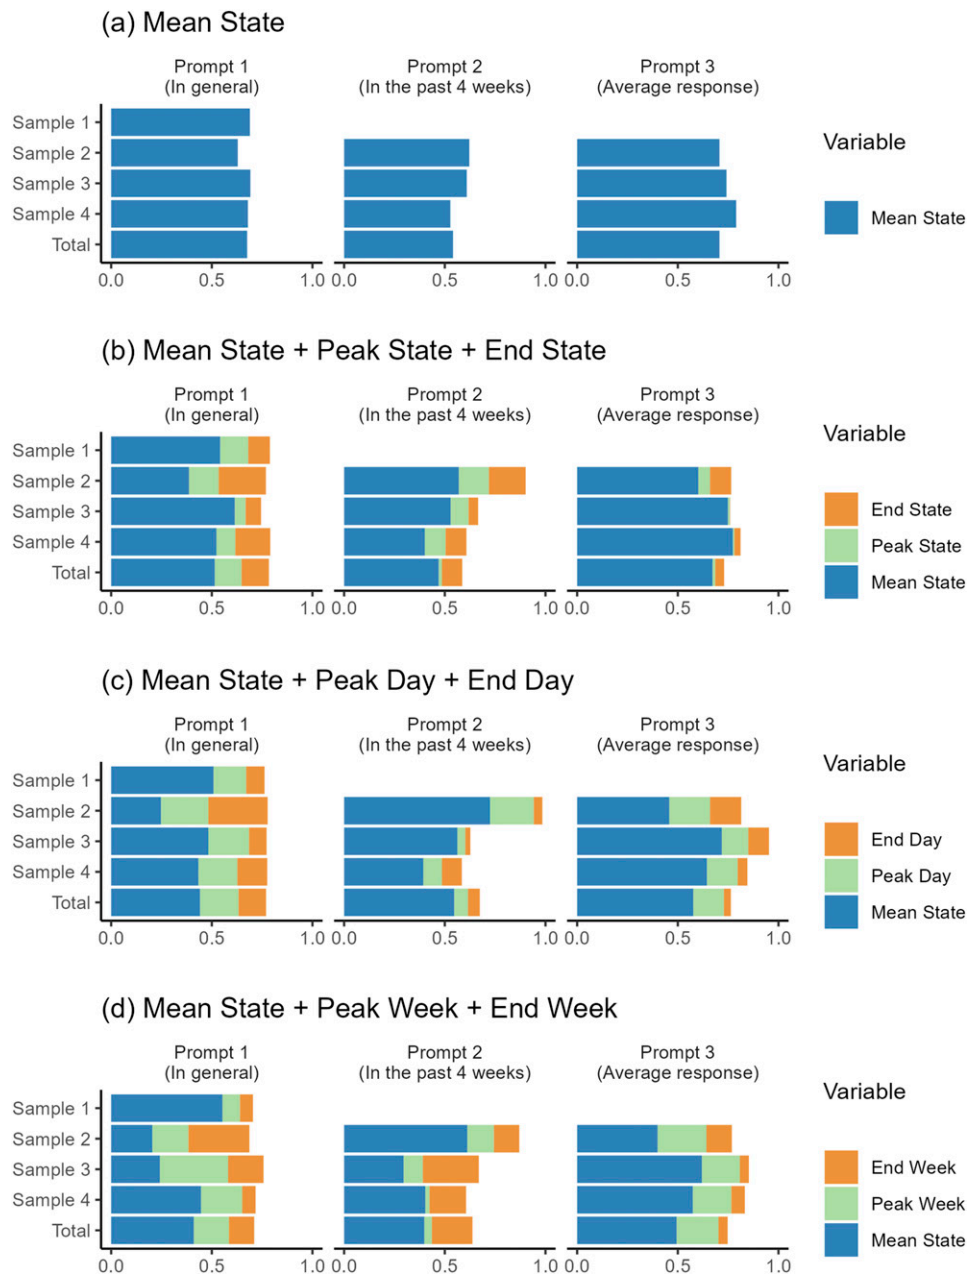 (a) Mean State
Prompt 1 Prompt 2 Prompt 3
(In general) (In the past 4 weeks) (Average response)
Sample 1
Sample 2
Sample 3
Sample 4
Total
0.0 0.5 1.0 0.0 0.5 1.0 0.0 0.5 1.0
Variable
Mean State
(b) Mean State + Peak State + End State
Prompt 1 Prompt 2 Prompt 3
(In general) (In the past 4 weeks) (Average response)
Sample 1
Sample 2
Sample 3
Sample 4
Total
0.0 0.5 1.0 0.0 0.5 1.0 0.0 0.5 1.0
Variable
End State
Peak State
Mean State
(c) Mean State + Peak Day + End Day
Prompt 1 Prompt 2 Prompt 3
(In general) (In the past 4 weeks) (Average response)
Sample 1
Sample 2
Sample 3
Sample 4
Total
0.0 0.5 1.0 0.0 0.5 1.0 0.0 0.5 1.0
Variable
End Day
Peak Day
Mean State
(d) Mean State + Peak Week + End Week
Prompt 1 Prompt 2 Prompt 3
(In general) (In the past 4 weeks) (Average response)
Sample 1
Sample 2
Sample 3
Sample 4
Total
0.0 0.5 1.0 0.0 0.5 1.0 0.0 0.5 1.0
Variable
End Week
Peak Week
Mean State